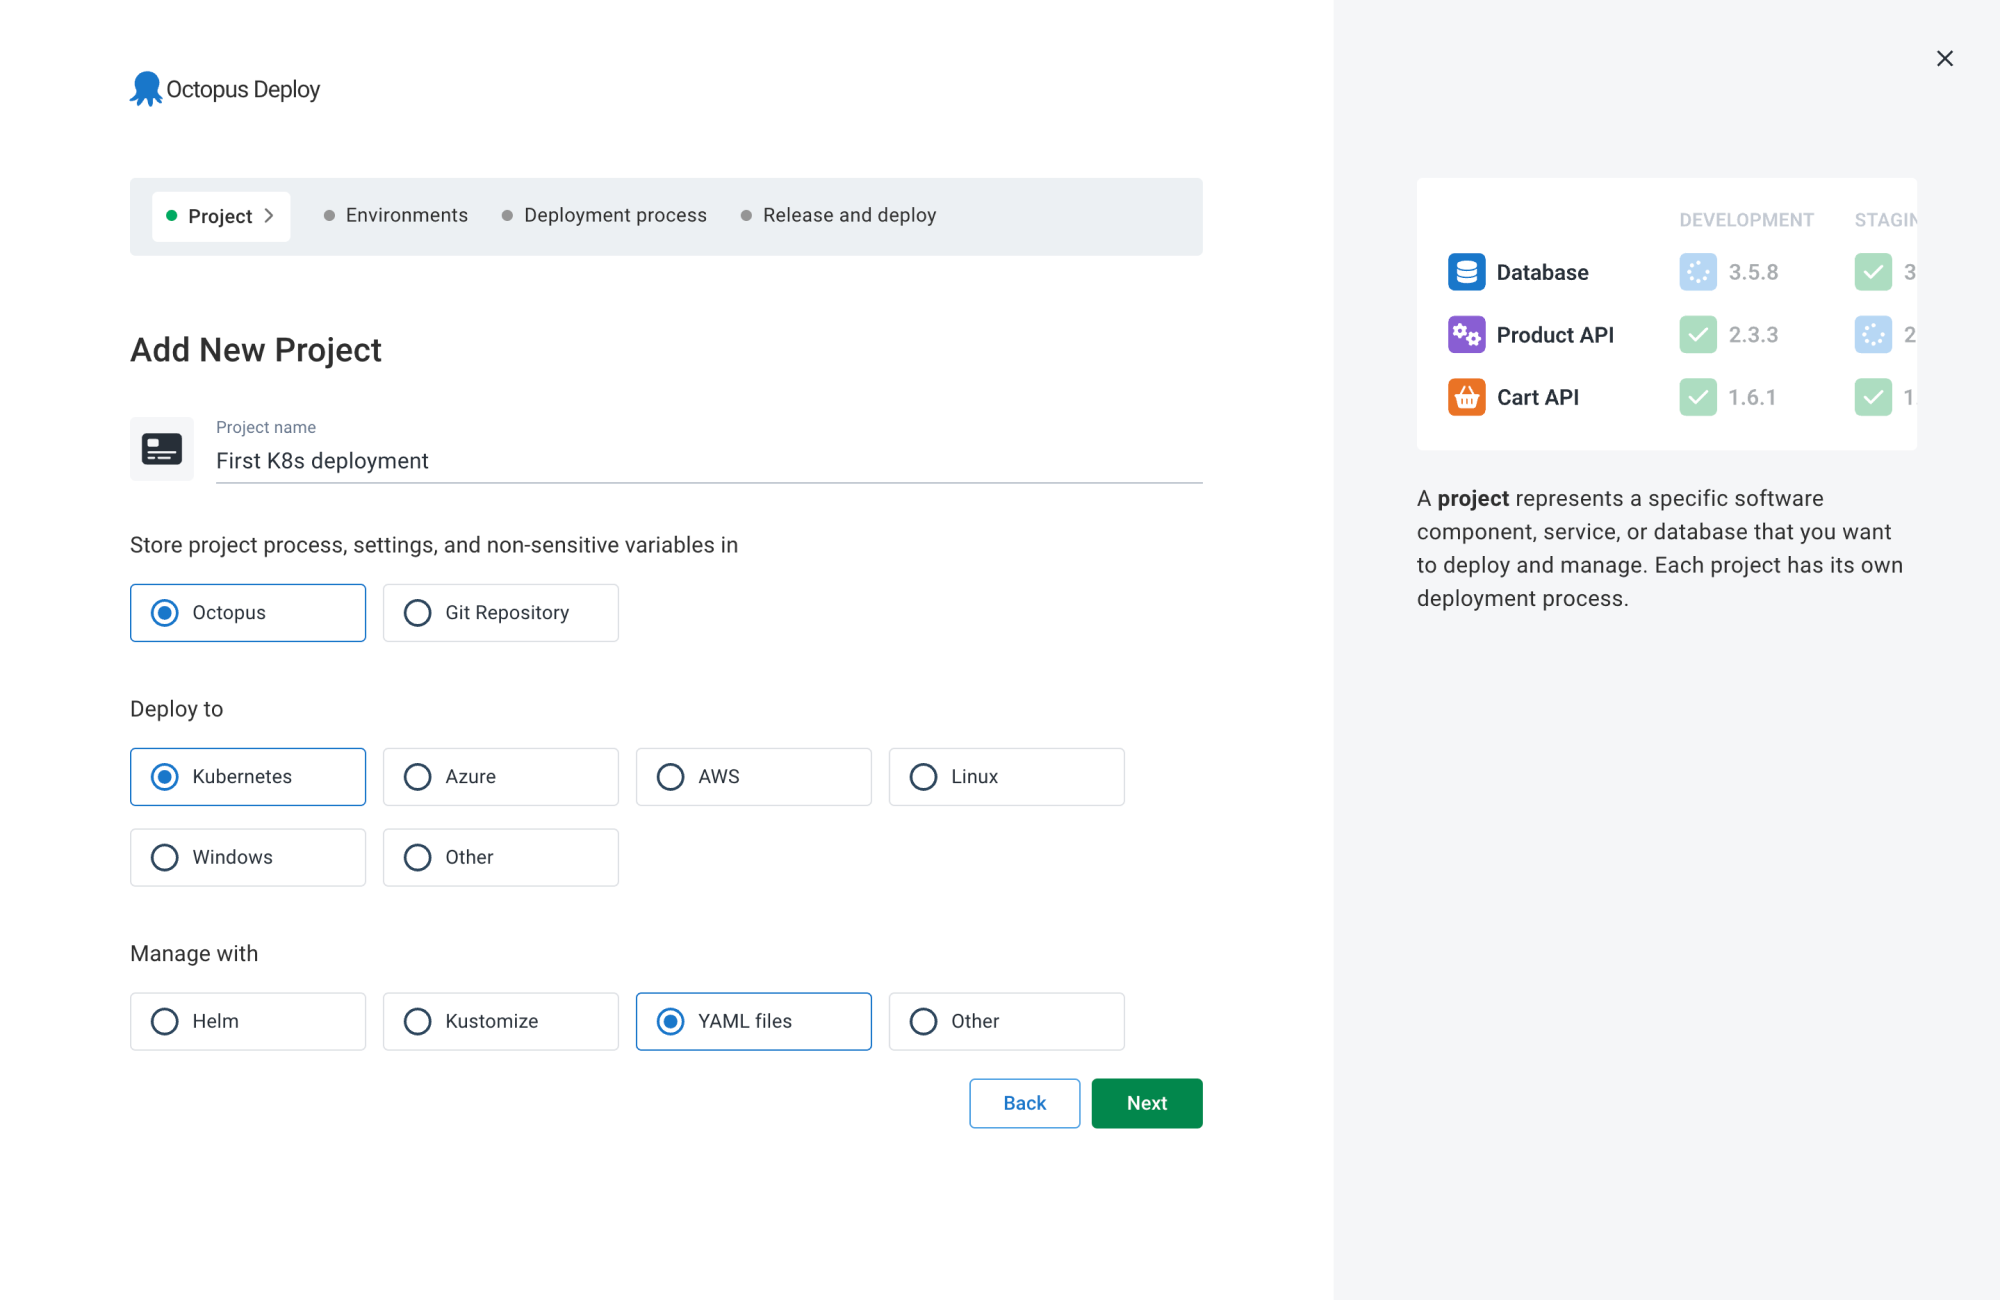 Octopus Deploy
Project
Environments
Deployment process
Release and deploy
Add New Project
Project name
First K8s deployment
Store project process, settings, and non-sensitive variables in
Octopus
Git Repository
Deploy to
Kubernetes
Azure
AWS
Linux
Windows
Other
Manage with
Helm
Kustomize
YAML files
Other
Back
Next
DEVELOPMENT STAGIN
Database 3.5.8 3
Product API 2.3.3 2
Cart API 1.6.1 1
A project represents a specific software
component, service, or database that you want
to deploy and manage. Each project has its own
deployment process.